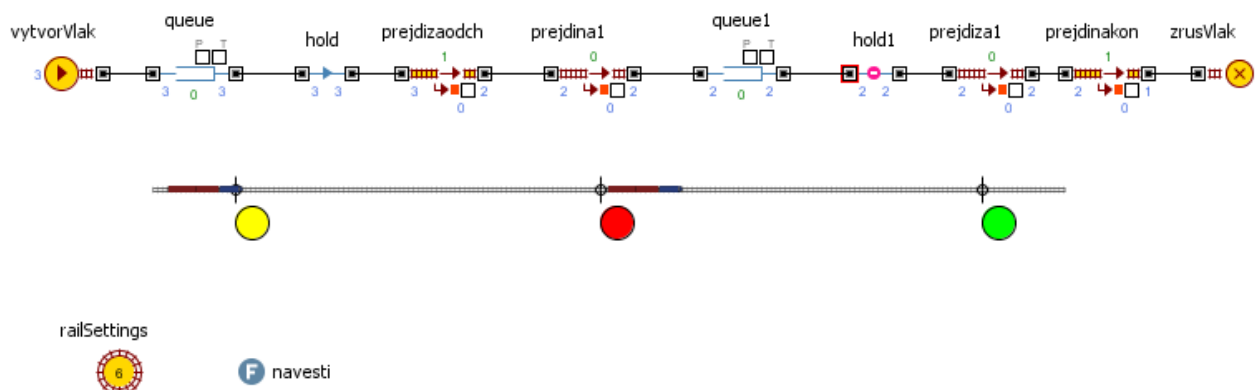 vytvorVlak queue hold prejdizaodch prejdina1 queue1 hold1 prejdiza1 prejdinakon zrusVlak
P T P T
1 0 0 1
3
3 0 3 3 3 3 0 2 2 0 2 2 0 2 2 2 2 0 2 2 0 1
railSettings
6
F navesti